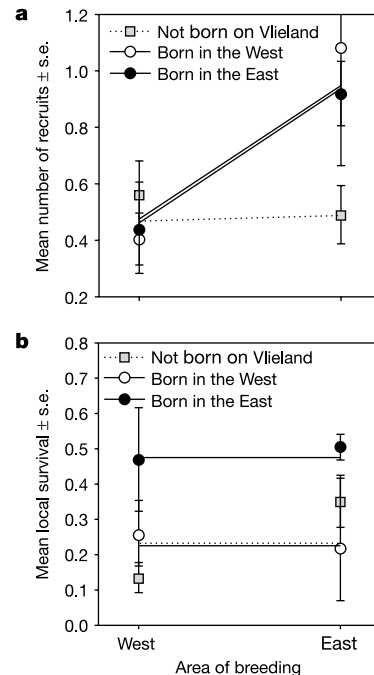 a
1.2
1.0
0.8
0.6
0.4
0.2
Mean number of recruits ± s.e.
Not born on Vlieland
Born in the West
Born in the East
b
0.8
0.7
0.6
0.5
0.4
0.3
0.2
0.1
0.0
Mean local survival ± s.e.
Not born on Vlieland
Born in the West
Born in the East
West
East
Area of breeding